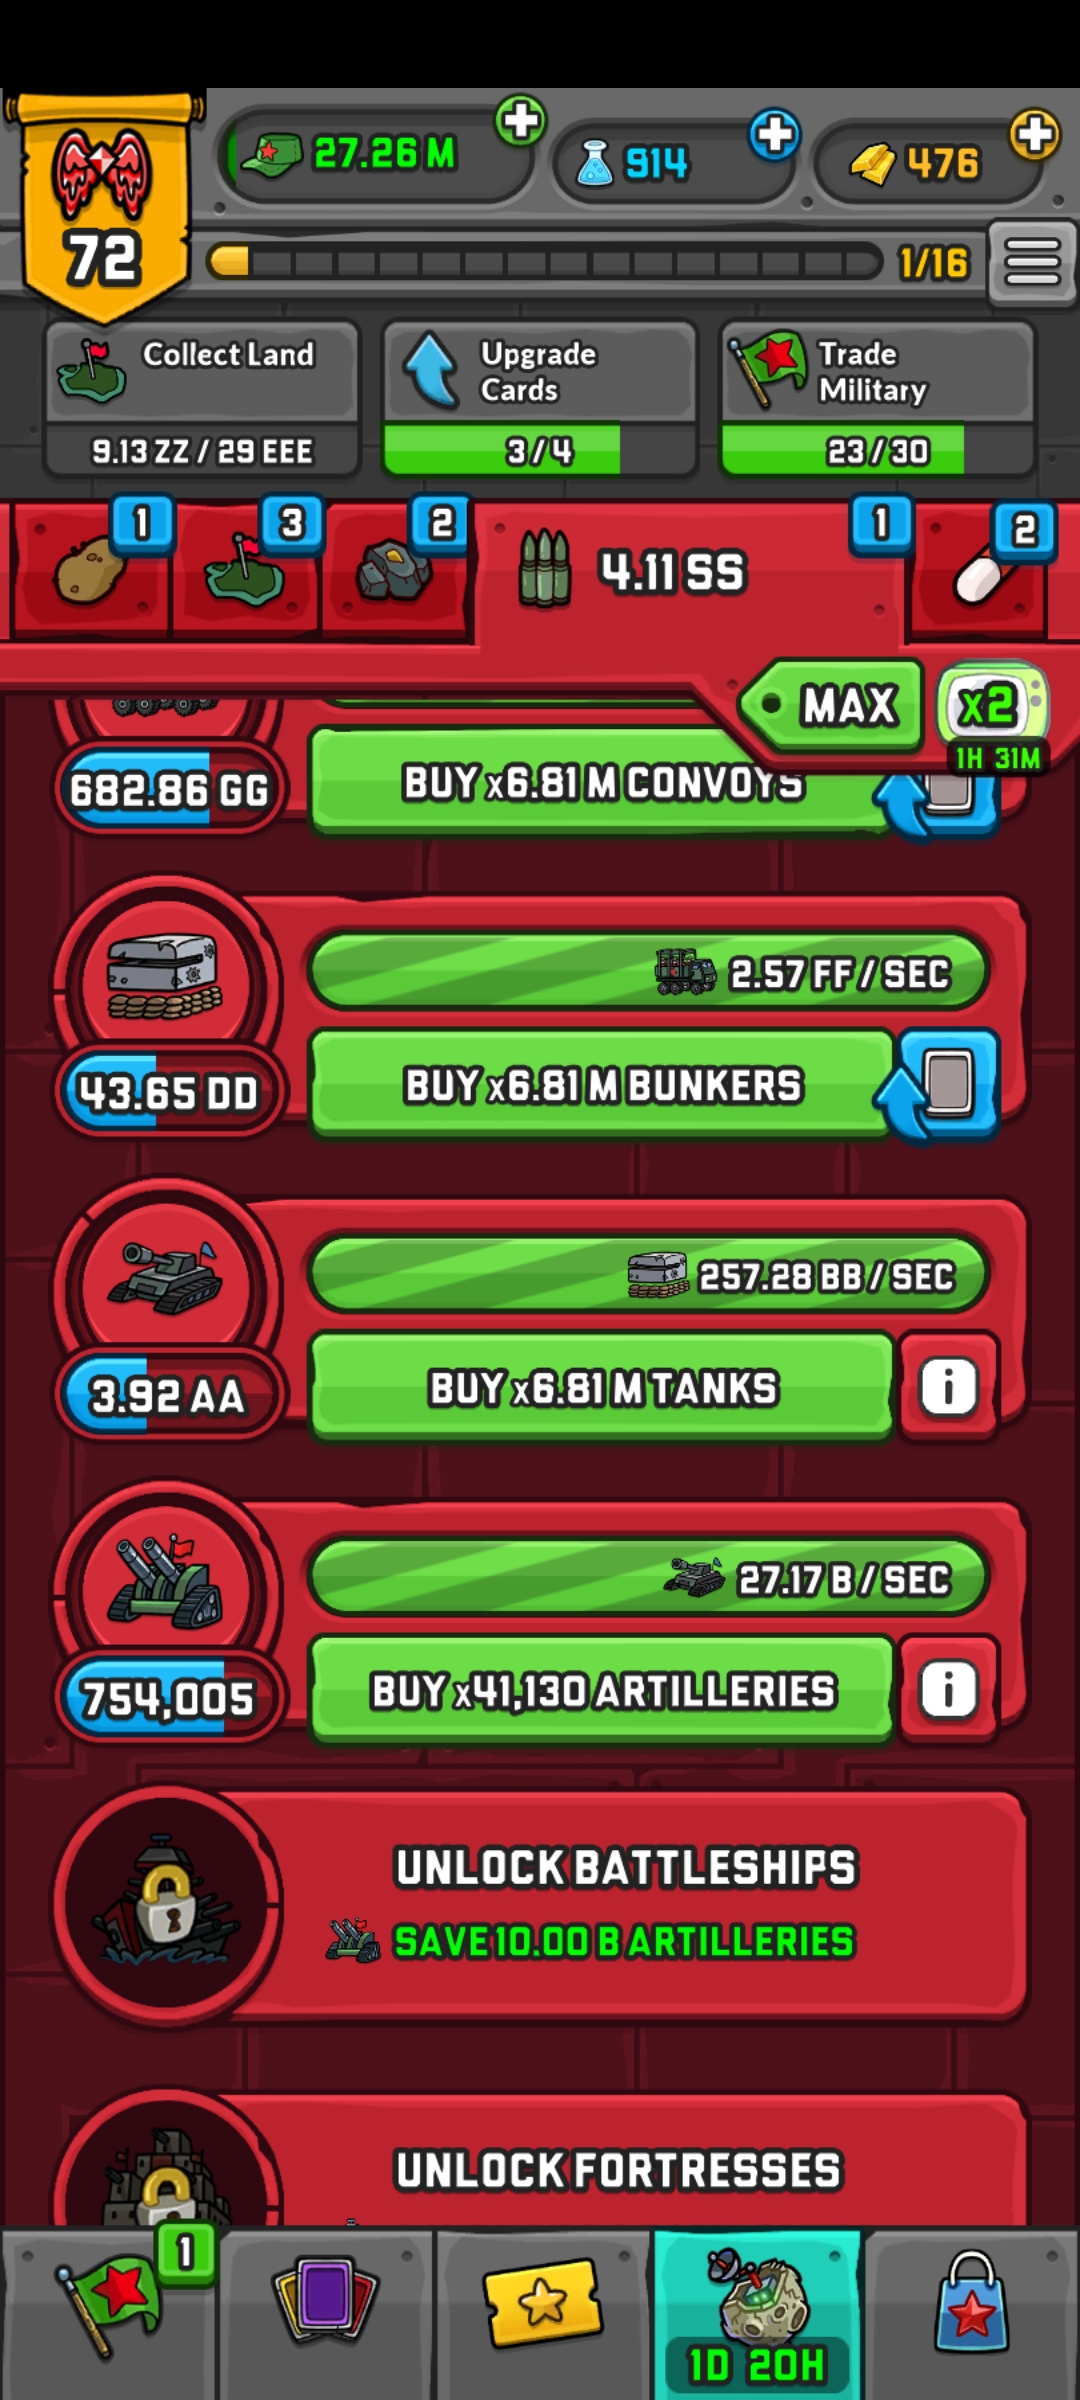 27.26 M
914
476
72
1/16
Collect Land
9.13 ZZ / 29 EEE
Upgrade
Cards
3/4
Trade
Military
23/30
1
3
2
4.11 SS
1
2
MAX
x2
1H 31M
682.86 GG
BUY x6.81 M CONVOYS
2.57 FF / SEC
43.65 DD
BUY x6.81 M BUNKERS
257.28 BB / SEC
3.92 AA
BUY x6.81 M TANKS
i
27.17 B / SEC
754,005
BUY x41,130 ARTILLERIES
i
UNLOCK BATTLESHIPS
SAVE 10.00 B ARTILLERIES
UNLOCK FORTRESSES
1
1D 20H